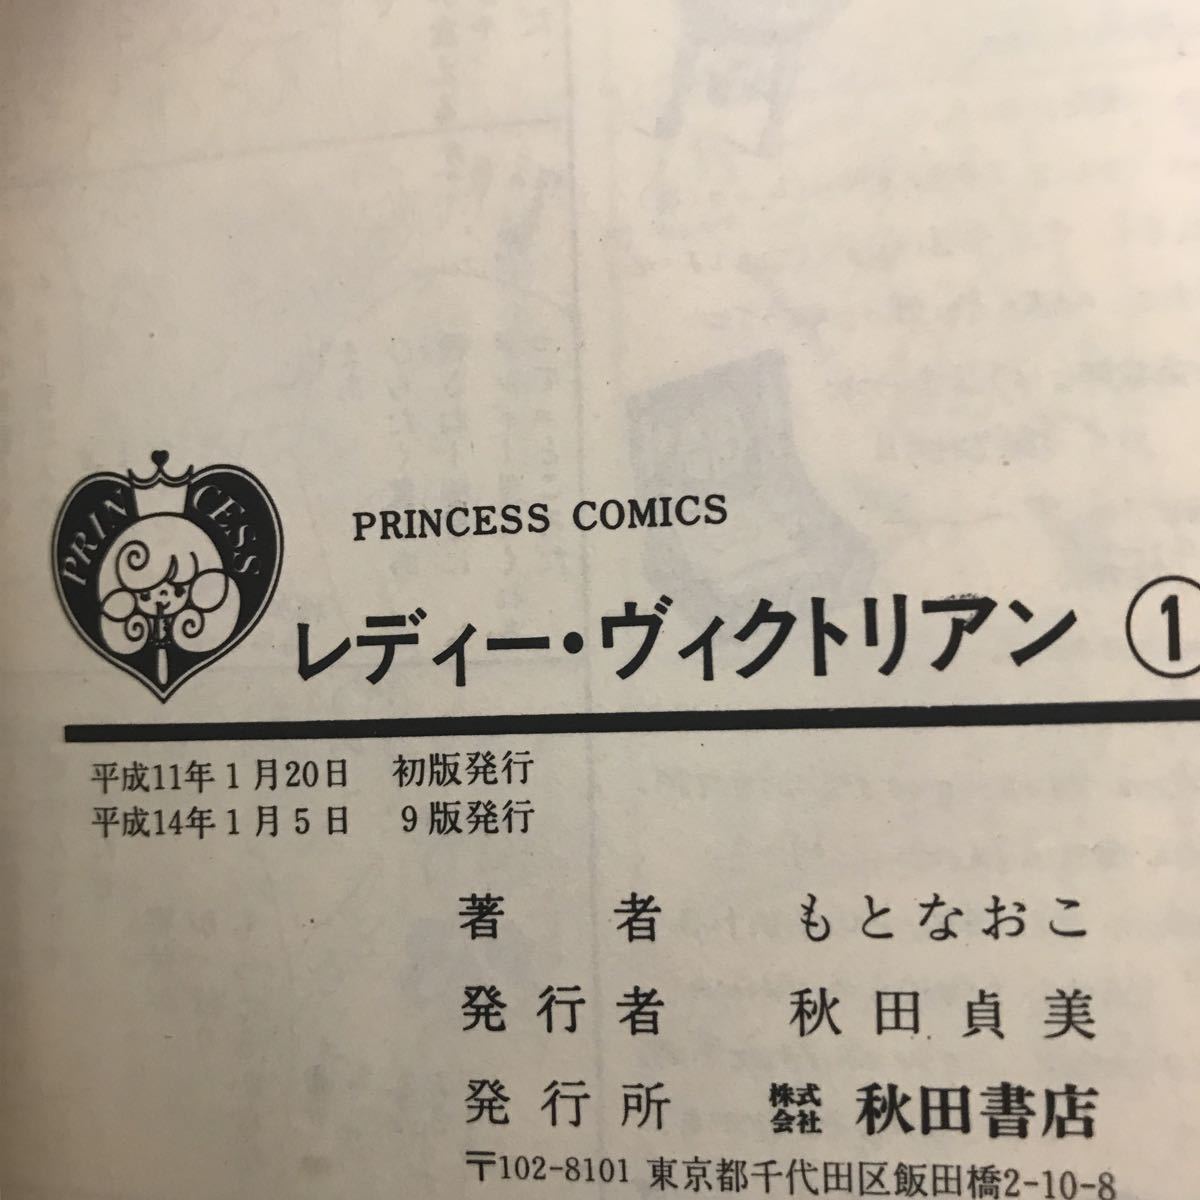 PRINCESS
PRINCESS COMICS
レディー・ヴィクトリアン ①
平成11年1月20日 初版発行
平成14年1月5日 9版発行
著者 もとなおこ
発行者 秋田貞美
発行所 株式会社 秋田書店
〒102-8101 東京都千代田区飯田橋2-10-8